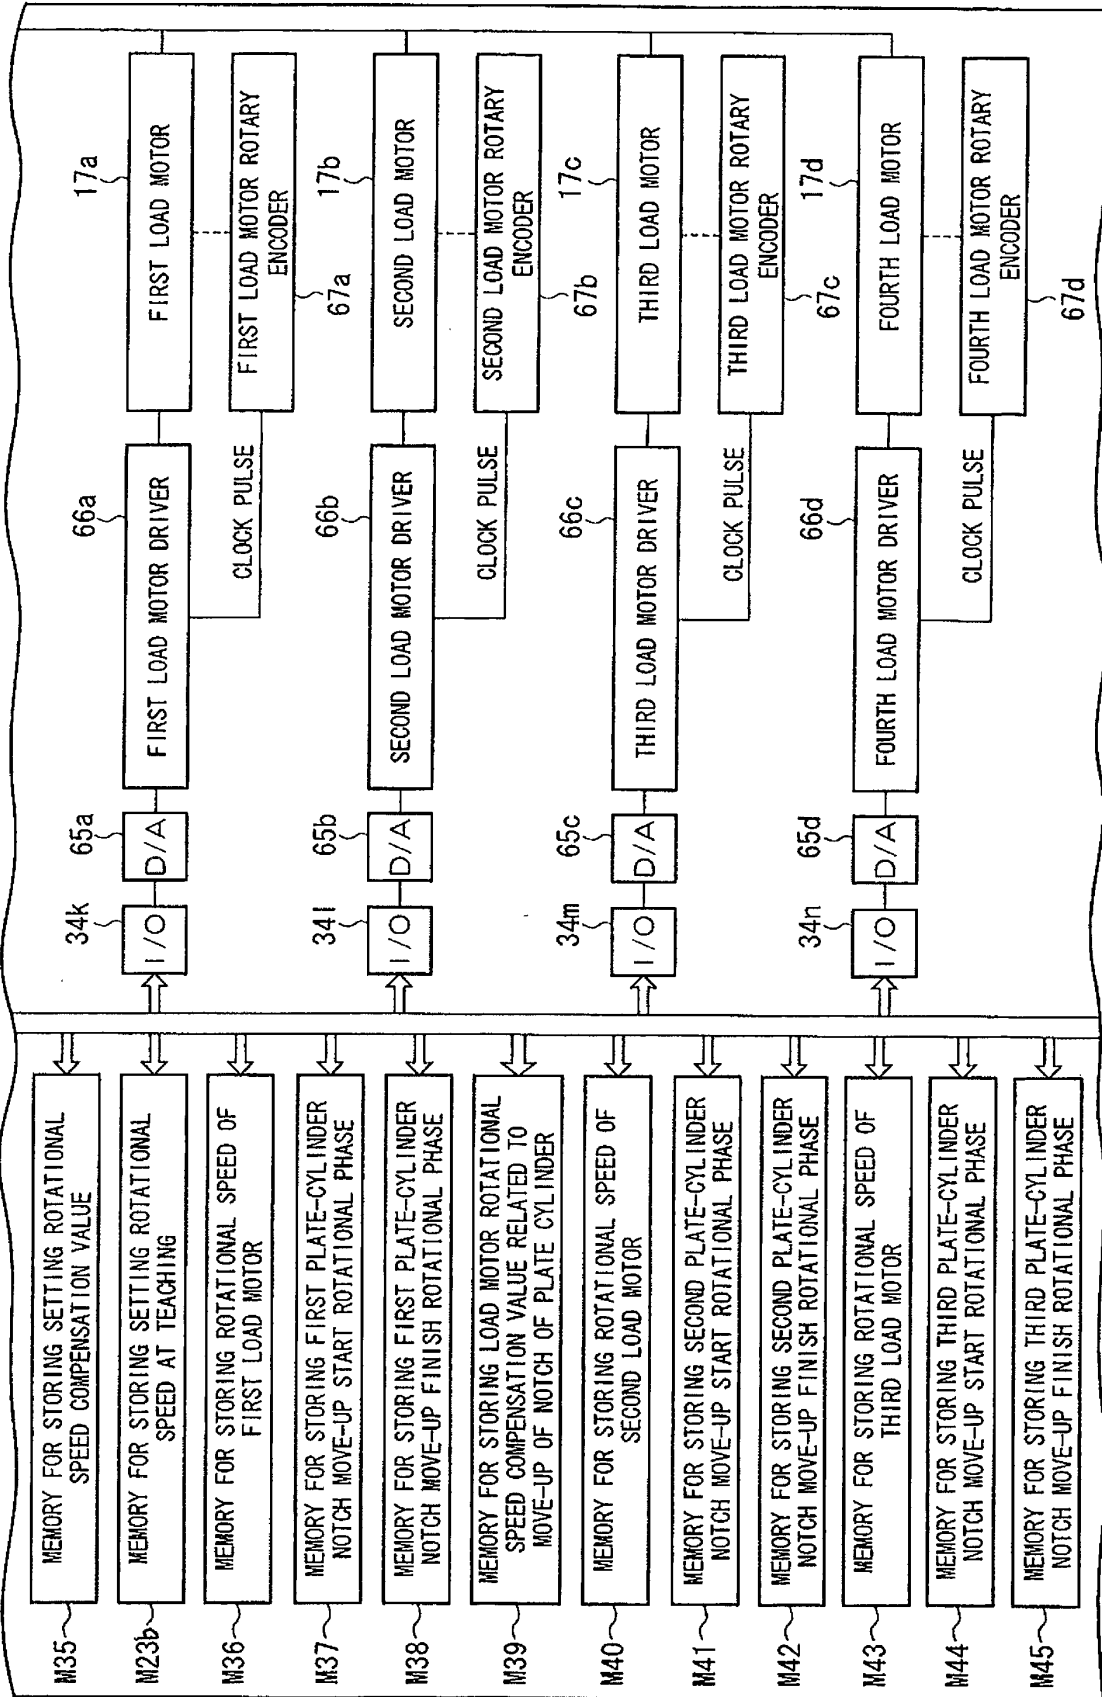 M35
MEMORY FOR STORING SETTING ROTATIONAL
SPEED COMPENSATION VALUE
M23b
MEMORY FOR STORING SETTING ROTATIONAL
SPEED AT TEACHING
M36
MEMORY FOR STORING ROTATIONAL SPEED OF
FIRST LOAD MOTOR
M37
MEMORY FOR STORING FIRST PLATE-CYLINDER
NOTCH MOVE-UP START ROTATIONAL PHASE
M38
MEMORY FOR STORING FIRST PLATE-CYLINDER
NOTCH MOVE-UP FINISH ROTATIONAL PHASE
M39
MEMORY FOR STORING LOAD MOTOR ROTATIONAL
SPEED COMPENSATION VALUE RELATED TO
MOVE-UP OF NOTCH OF PLATE CYLINDER
M40
MEMORY FOR STORING ROTATIONAL SPEED OF
SECOND LOAD MOTOR
M41
MEMORY FOR STORING SECOND PLATE-CYLINDER
NOTCH MOVE-UP START ROTATIONAL PHASE
M42
MEMORY FOR STORING SECOND PLATE-CYLINDER
NOTCH MOVE-UP FINISH ROTATIONAL PHASE
M43
MEMORY FOR STORING ROTATIONAL SPEED OF
THIRD LOAD MOTOR
M44
MEMORY FOR STORING THIRD PLATE-CYLINDER
NOTCH MOVE-UP START ROTATIONAL PHASE
M45
MEMORY FOR STORING THIRD PLATE-CYLINDER
NOTCH MOVE-UP FINISH ROTATIONAL PHASE
34k
I/O
65a
D/A
66a
FIRST LOAD MOTOR DRIVER
17a
FIRST LOAD MOTOR
CLOCK PULSE
FIRST LOAD MOTOR ROTARY
ENCODER
67a
34l
I/O
65b
D/A
66b
SECOND LOAD MOTOR DRIVER
17b
SECOND LOAD MOTOR
CLOCK PULSE
SECOND LOAD MOTOR ROTARY
ENCODER
67b
34m
I/O
65c
D/A
66c
THIRD LOAD MOTOR DRIVER
17c
THIRD LOAD MOTOR
CLOCK PULSE
THIRD LOAD MOTOR ROTARY
ENCODER
67c
34n
I/O
65d
D/A
66d
FOURTH LOAD MOTOR DRIVER
17d
FOURTH LOAD MOTOR
CLOCK PULSE
FOURTH LOAD MOTOR ROTARY
ENCODER
67d